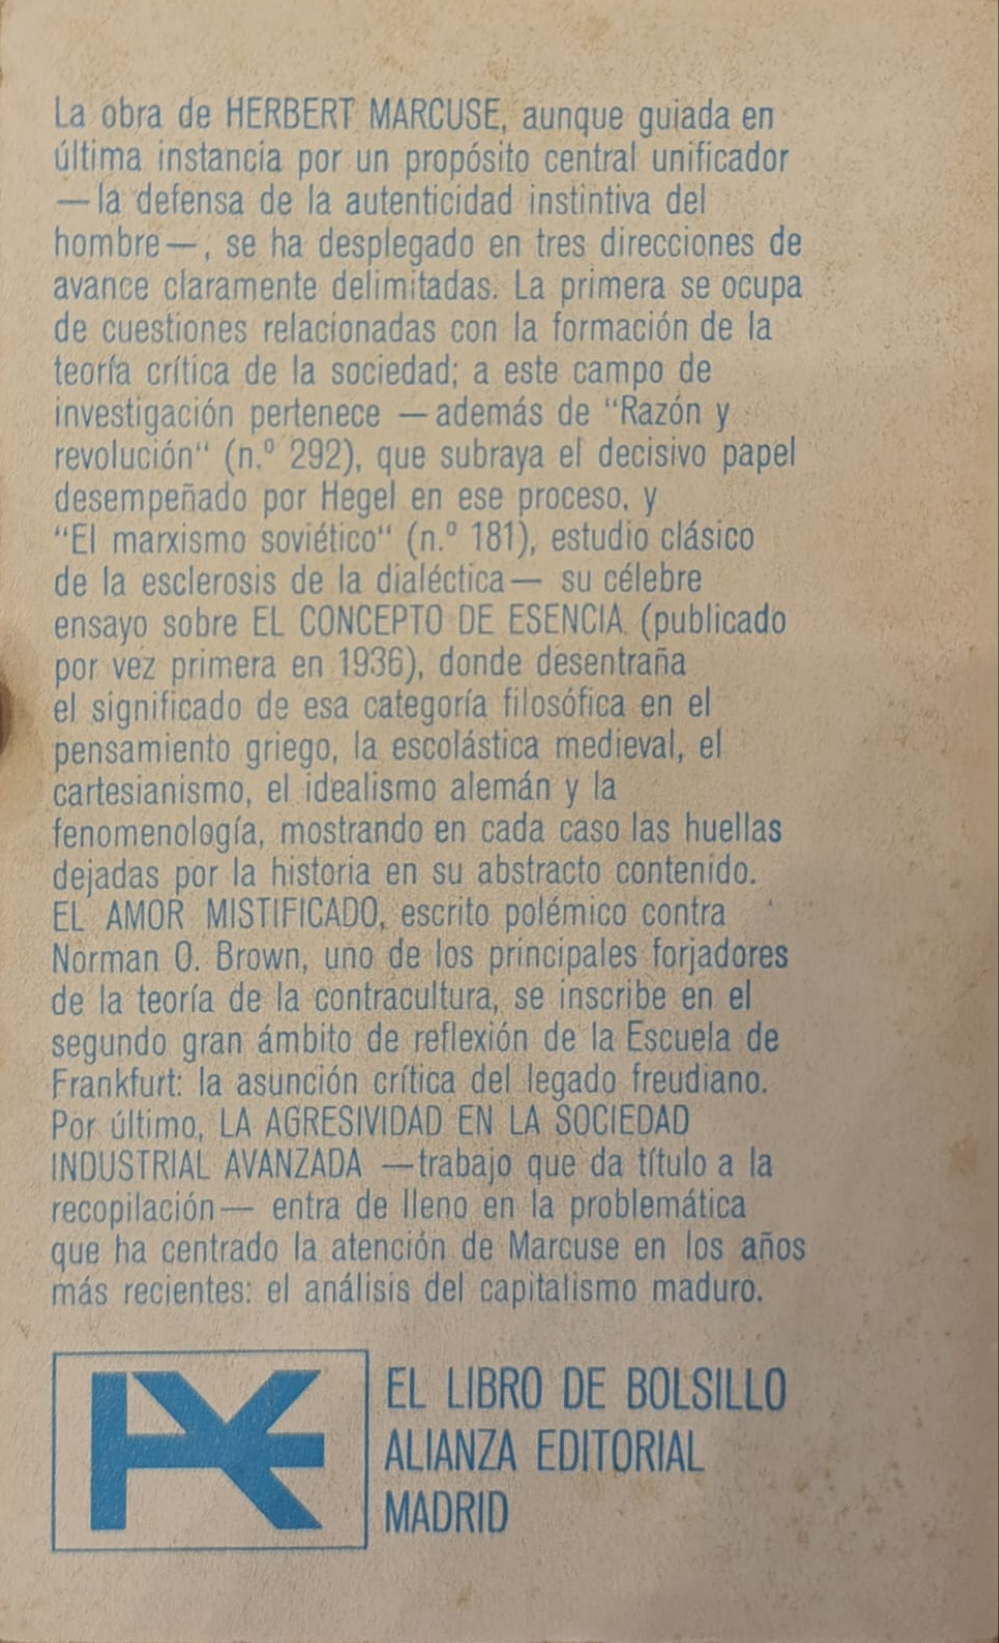 La obra de HERBERT MARCUSE, aunque guiada en
última instancia por un propósito central unificador
—la defensa de la autenticidad instintiva del
hombre—, se ha desplegado en tres direcciones de
avance claramente delimitadas. La primera se ocupa
de cuestiones relacionadas con la formación de la
teoría crítica de la sociedad; a este campo de
investigación pertenece —además de "Razón y
revolución" (n.º 292), que subraya el decisivo papel
desempeñado por Hegel en ese proceso, y
"El marxismo soviético" (n.º 181), estudio clásico
de la esclerosis de la dialéctica— su célebre
ensayo sobre EL CONCEPTO DE ESENCIA (publicado
por vez primera en 1936), donde desentraña
el significado de esa categoría filosófica en el
pensamiento griego, la escolástica medieval, el
cartesianismo, el idealismo alemán y la
fenomenología, mostrando en cada caso las huellas
dejadas por la historia en su abstracto contenido.
EL AMOR MISTIFICADO, escrito polémico contra
Norman O. Brown, uno de los principales forjadores
de la teoría de la contracultura, se inscribe en el
segundo gran ámbito de reflexión de la Escuela de
Frankfurt: la asunción crítica del legado freudiano.
Por último, LA AGRESIVIDAD EN LA SOCIEDAD
INDUSTRIAL AVANZADA —trabajo que da título a la
recopilación— entra de lleno en la problemática
que ha centrado la atención de Marcuse en los años
más recientes: el análisis del capitalismo maduro.
EL LIBRO DE BOLSILLO
ALIANZA EDITORIAL
MADRID